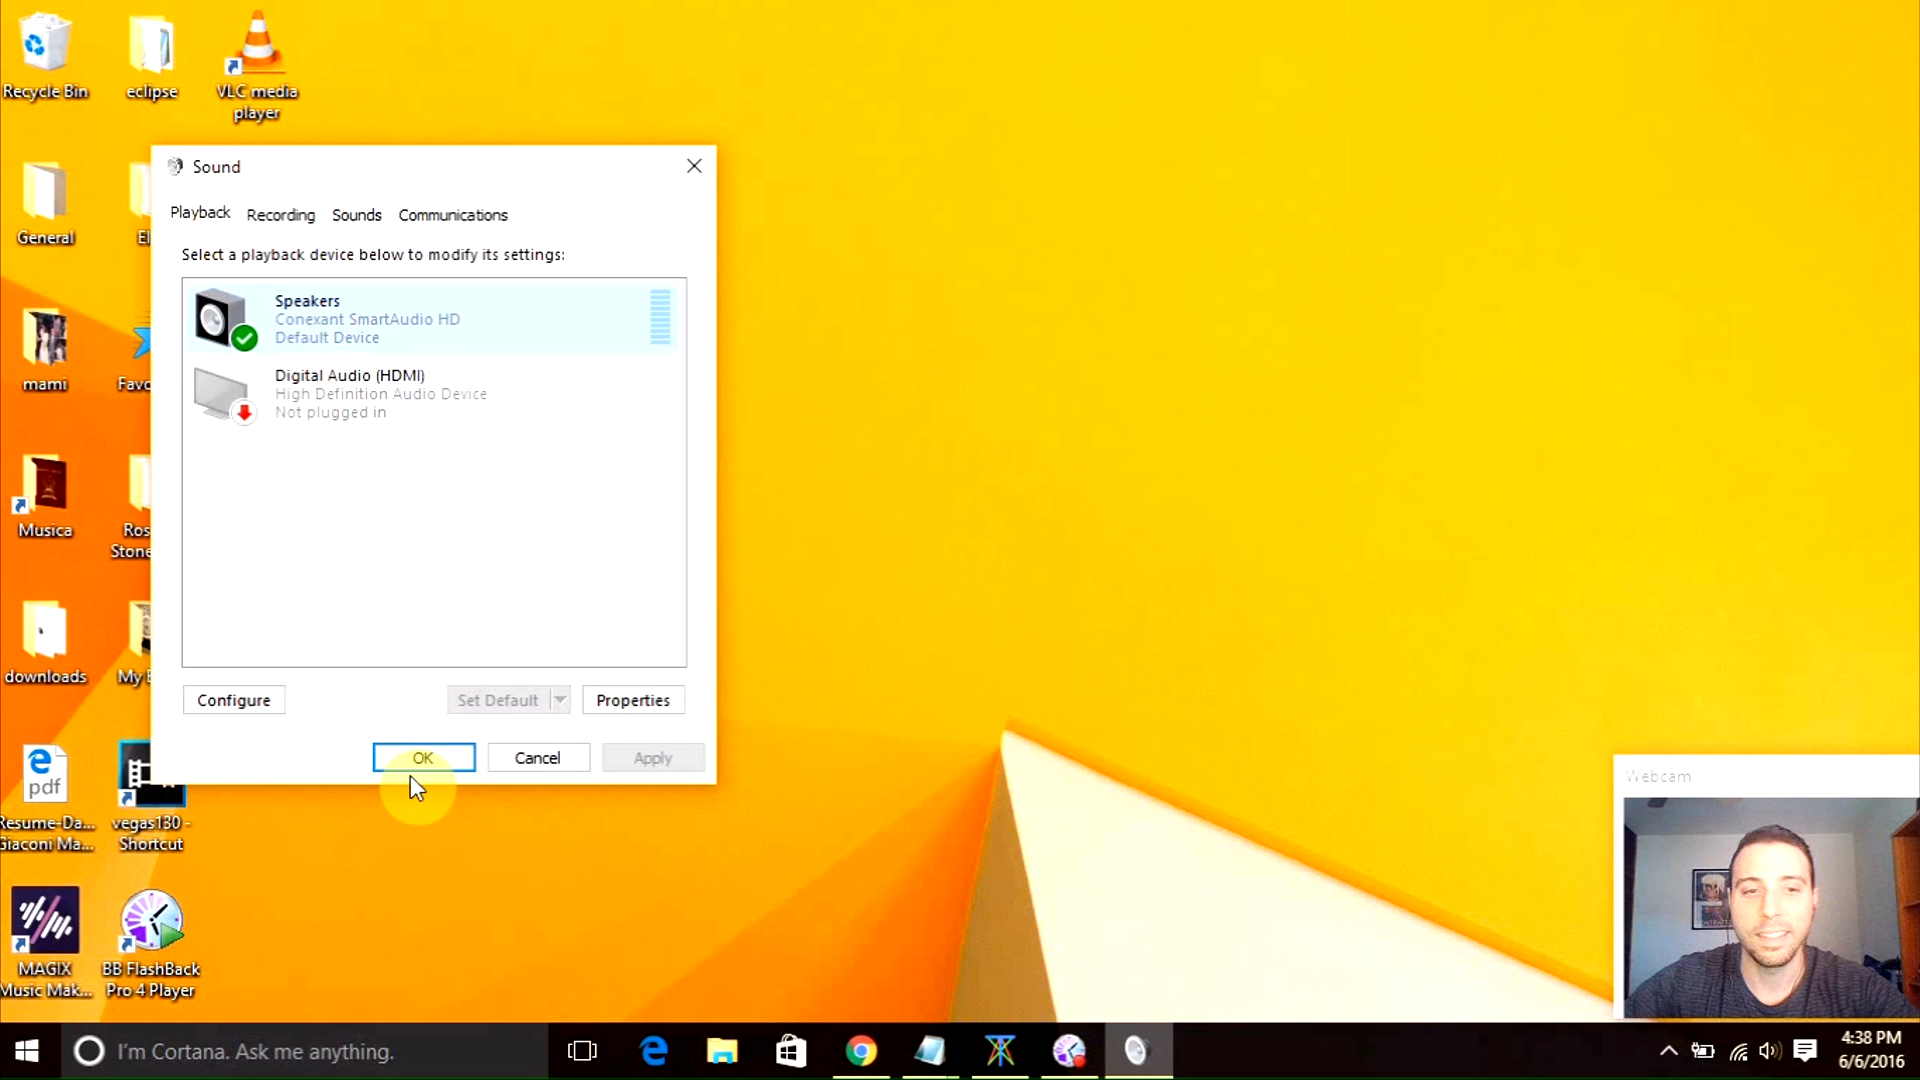 Recycle Bin
eclipse
VLC media
player
Sound
Playback
Recording
Sounds
Communications
Select a playback device below to modify its settings:
Speakers
Conexant SmartAudio HD
Default Device
Digital Audio (HDMI)
High Definition Audio Device
Not plugged in
Configure
Set Default
Properties
OK
Cancel
Apply
General
El
mami
Favo
Musica
Ros
Stone
downloads
My
pdf
Resume-Da...
Giaconi Ma...
vegas130 -
Shortcut
MAGIX
Music Mak...
BB FlashBack
Pro 4 Player
Webcam
I'm Cortana. Ask me anything.
4:38 PM
6/6/2016